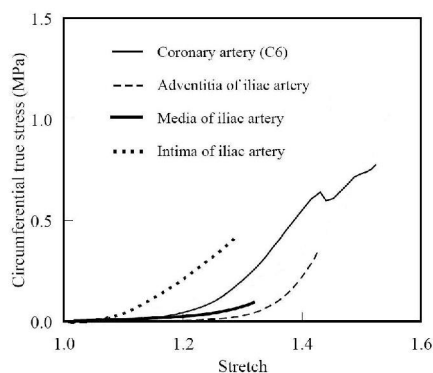 1.5
Coronary artery (C6)
Adventitia of iliac artery
Media of iliac artery
Intima of iliac artery
1.0
0.5
0.0
Circumferential true stress (MPa)
1.0 1.2 1.4 1.6
Stretch